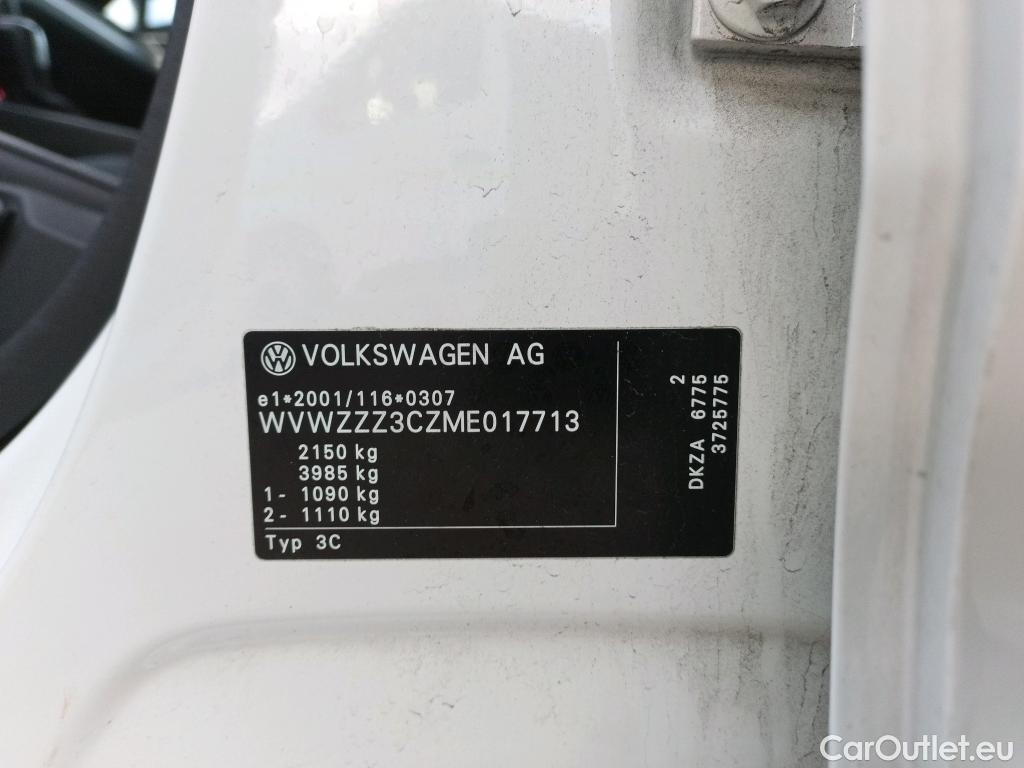 VOLKSWAGEN AG
e1*2001/116*0307
WVWZZZ3CZME017713
2150 kg
3985 kg
1- 1090 kg
2- 1110 kg
Typ 3C
2
DKZA 6775
3725775
CarOutlet.eu